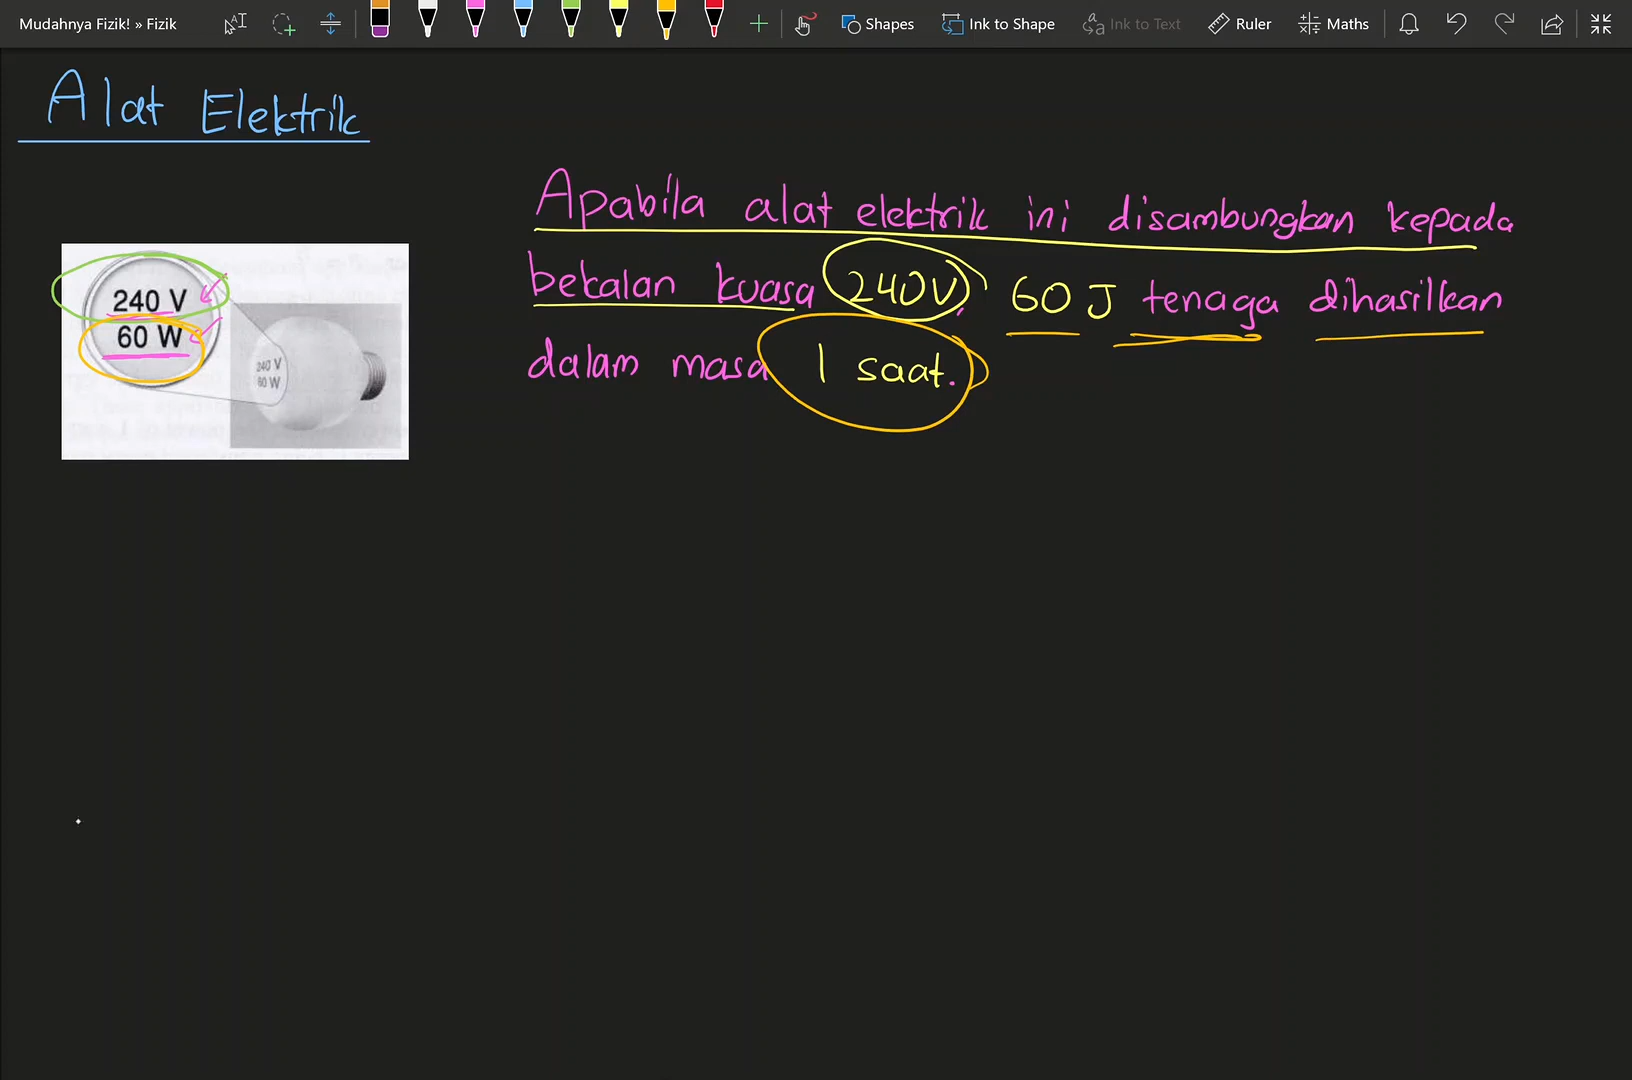 Mudahnya Fizik! » Fizik
Shapes
Ink to Shape
Ink to Text
Ruler
Maths
Alat Elektrik
Apabila alat elektrik ini disambungkan kepada
bekalan kuasa 240V, 60 J tenaga dihasilkan
dalam masa 1 saat.
240 V
60 W
240 V
60 W